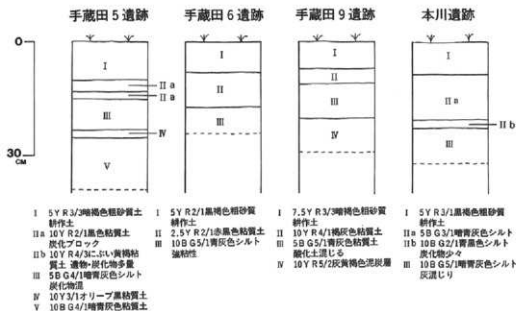 手蔵田5遺跡
手蔵田6遺跡
手蔵田9遺跡
本川遺跡
0
30
CM
I
IIa
IIa
III
IV
V
I
II
III
I
II
III
IV
I
IIa
IIb
III
I 5YR3/3暗褐色粗砂質土
耕作土
IIa 10YR2/1黒色粘質土
炭化ブロック
IIb 10YR4/3にぶい黄褐粘
質土 遺物・炭化物多量
III 5BG4/1暗青灰色シルト
炭化物混
IV 10Y3/1オリーブ黒粘質土
V 10BG4/1暗青灰色粘質土
I 5YR2/1黒褐色粗砂質
耕作土
II 2.5YR2/1赤黒色粘質土
III 10BG5/1青灰色シルト
強粘性
I 7.5YR3/3暗褐色粗砂質
耕作土
II 10YR4/1褐灰色粘質土
III 5BG5/1青灰色粘質土
酸化土混じる
IV 10YR5/2灰黄褐色泥炭層
I 5YR3/1黒褐色粗砂質
耕作土
IIa 5BG3/1暗青灰色シルト
IIb 10BG2/1青黒色シルト
炭化物少々
III 10BG5/1青灰色シルト
灰混じり